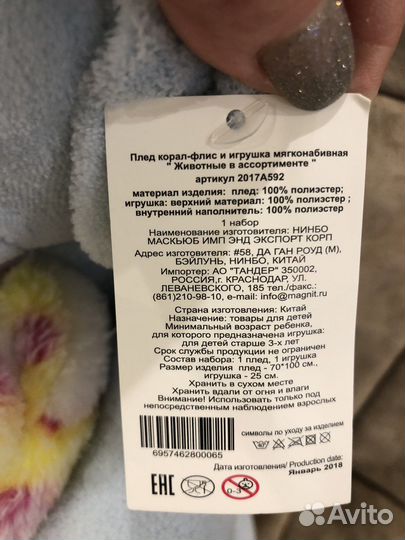 Плед корал-флис и игрушка мягконабивная
" Животные в ассортименте "
артикул 2017A592
материал изделия: плед: 100% полиэстер;
игрушка: верхний материал: 100% полиэстер;
внутренний наполнитель: 100% полиэстер
1 набор
Наименование изготовителя: НИНБО
МАСКЬЮБ ИМП ЭНД ЭКСПОРТ КОРП
Адрес изготовителя: #58, ДА ГАН РОУД (М),
БЭЙЛУНЬ, НИНБО, КИТАЙ
Импортер: АО "ТАНДЕР" 350002,
РОССИЯ,г. КРАСНОДАР, УЛ.
ЛЕВАНЕВСКОГО, 185 тел./факс:
(861)210-98-10, e-mail: info@magnit.ru
Страна изготовления: Китай
Назначение: товары для детей
Минимальный возраст ребенка,
для которого предназначена игрушка:
для детей старше 3-х лет
Срок службы продукции не ограничен
Состав набора: 1 плед, 1 игрушка
Размер изделия плед - 70*100 см.,
игрушка - 25 см.
Хранить в сухом месте
Хранить вдали от огня и влаги
Внимание! Использовать только под
непосредственным наблюдением взрослых
символы по уходу за изделием
6957462800065
Дата изготовления/ Production date:
Январь 2018
EAC
0-3
Avito